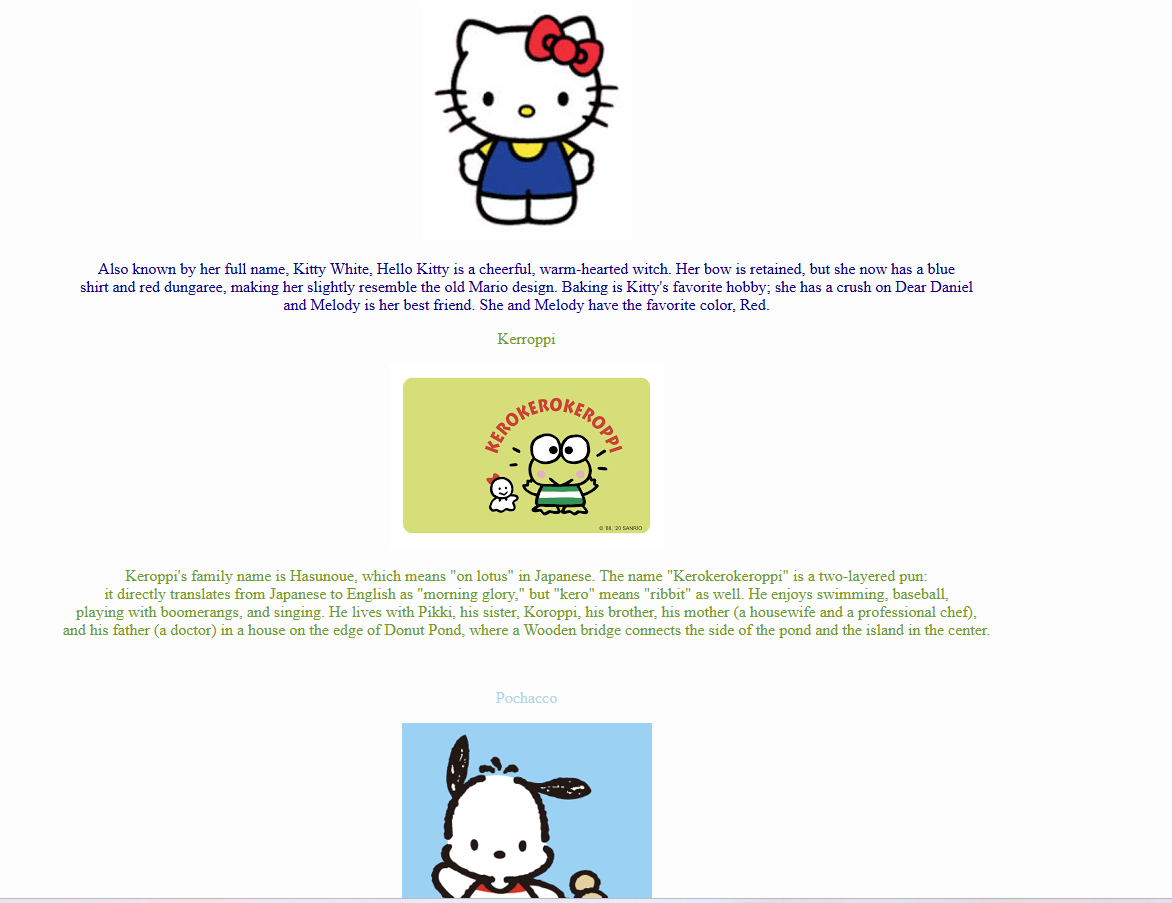 Also known by her full name, Kitty White, Hello Kitty is a cheerful, warm-hearted witch. Her bow is retained, but she now has a blue
shirt and red dungaree, making her slightly resemble the old Mario design. Baking is Kitty's favorite hobby; she has a crush on Dear Daniel
and Melody is her best friend. She and Melody have the favorite color, Red.
Kerroppi
KEROKEROKEROPPI
© '88, '20 SANRIO
Keroppi's family name is Hasunoue, which means "on lotus" in Japanese. The name "Kerokerokeroppi" is a two-layered pun:
it directly translates from Japanese to English as "morning glory," but "kero" means "ribbit" as well. He enjoys swimming, baseball,
playing with boomerangs, and singing. He lives with Pikki, his sister, Koroppi, his brother, his mother (a housewife and a professional chef),
and his father (a doctor) in a house on the edge of Donut Pond, where a Wooden bridge connects the side of the pond and the island in the center.
Pochacco